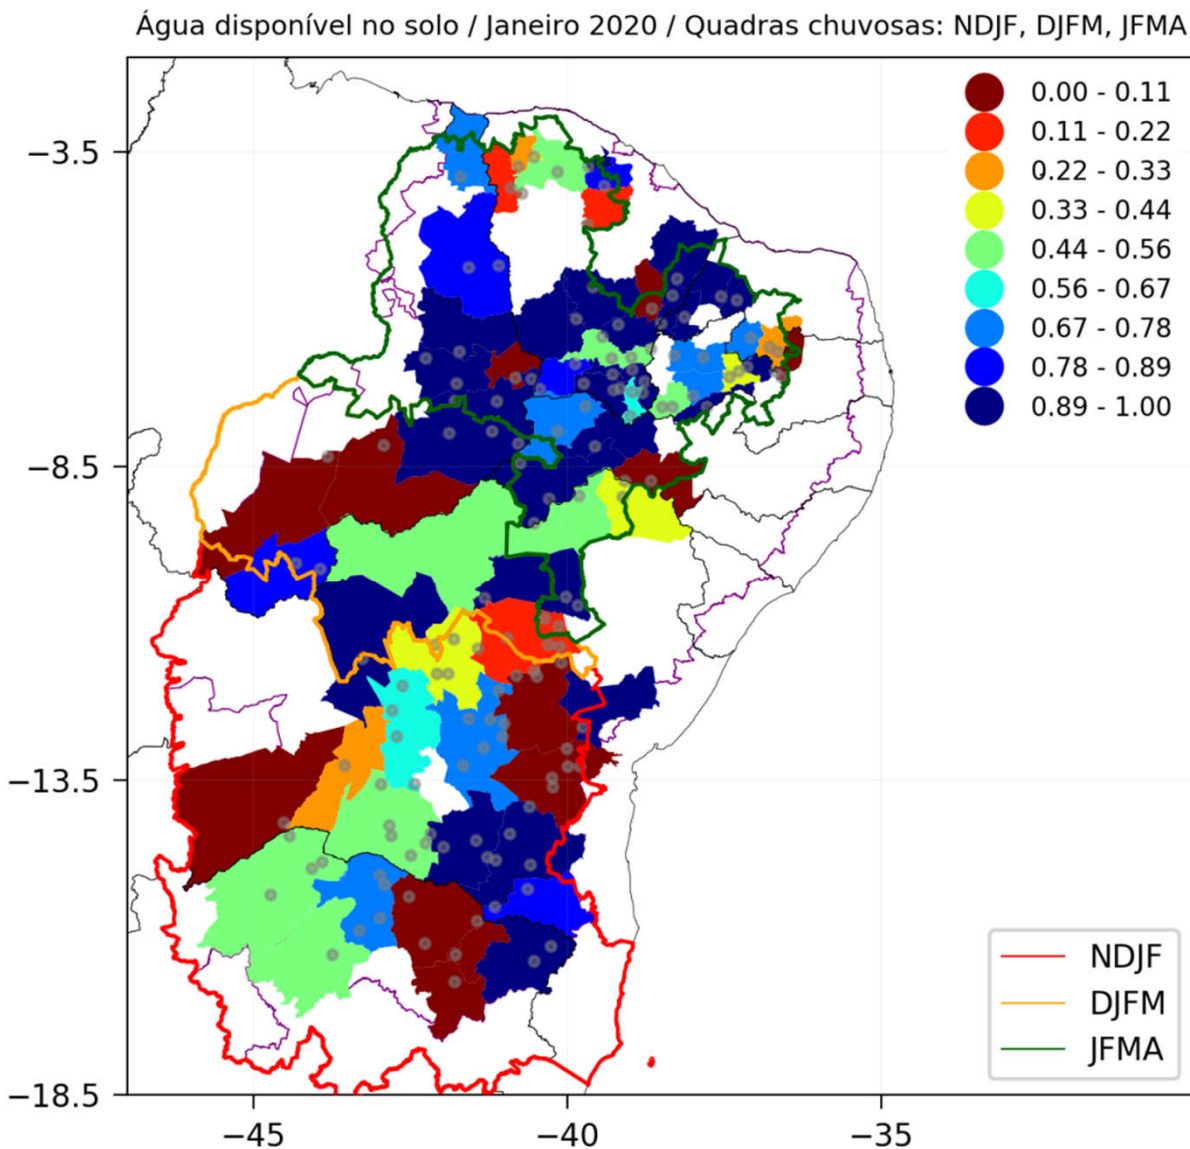 Água disponível no solo / Janeiro 2020 / Quadras chuvosas: NDJF, DJFM, JFMA
0.00 - 0.11
0.11 - 0.22
0.22 - 0.33
0.33 - 0.44
0.44 - 0.56
0.56 - 0.67
0.67 - 0.78
0.78 - 0.89
0.89 - 1.00
−3.5
−8.5
−13.5
−18.5
NDJF
DJFM
JFMA
−45
−40
−35